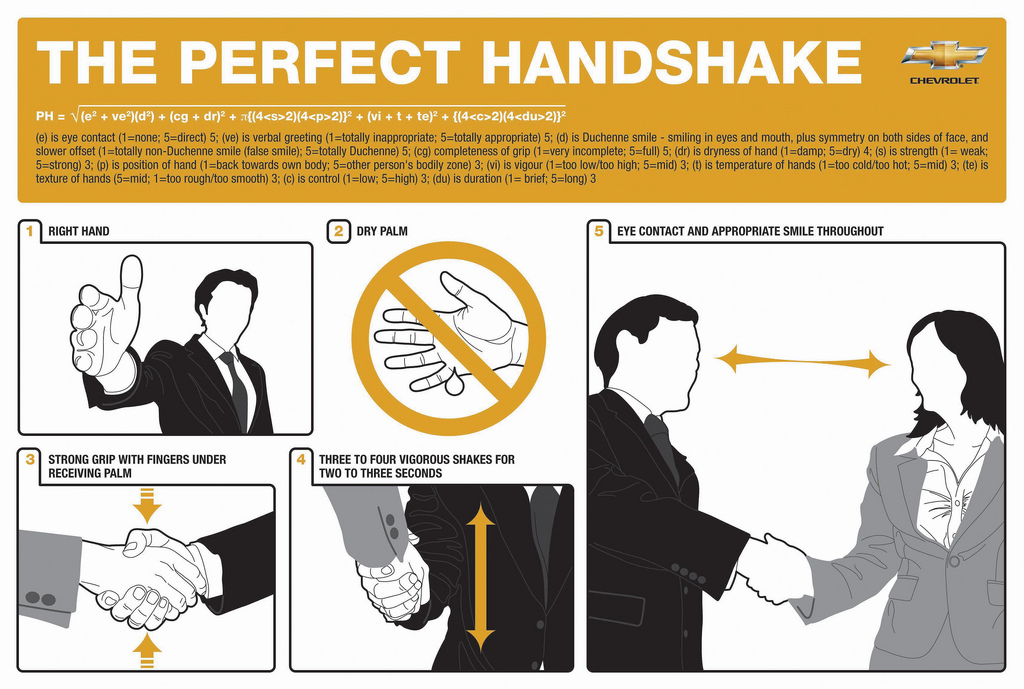 THE PERFECT HANDSHAKE
CHEVROLET
PH = √(e² + ve²)(d²) + (cg + dr)² + π{(4<s>2)(4<p>2)}² + (vi + t + te)² + {(4<c>2)(4<du>2)}²
(e) is eye contact (1=none; 5=direct) 5; (ve) is verbal greeting (1=totally inappropriate; 5=totally appropriate) 5; (d) is Duchenne smile - smiling in eyes and mouth, plus symmetry on both sides of face, and
slower offset (1=totally non-Duchenne smile (false smile); 5=totally Duchenne) 5; (cg) completeness of grip (1=very incomplete; 5=full) 5; (dr) is dryness of hand (1=damp; 5=dry) 4; (s) is strength (1= weak;
5=strong) 3; (p) is position of hand (1=back towards own body; 5=other person's bodily zone) 3; (vi) is vigour (1=too low/too high; 5=mid) 3; (t) is temperature of hands (1=too cold/too hot; 5=mid) 3; (te) is
texture of hands (5=mid; 1=too rough/too smooth) 3; (c) is control (1=low; 5=high) 3; (du) is duration (1= brief; 5=long) 3
1 RIGHT HAND
2 DRY PALM
3 STRONG GRIP WITH FINGERS UNDER
RECEIVING PALM
4 THREE TO FOUR VIGOROUS SHAKES FOR
TWO TO THREE SECONDS
5 EYE CONTACT AND APPROPRIATE SMILE THROUGHOUT